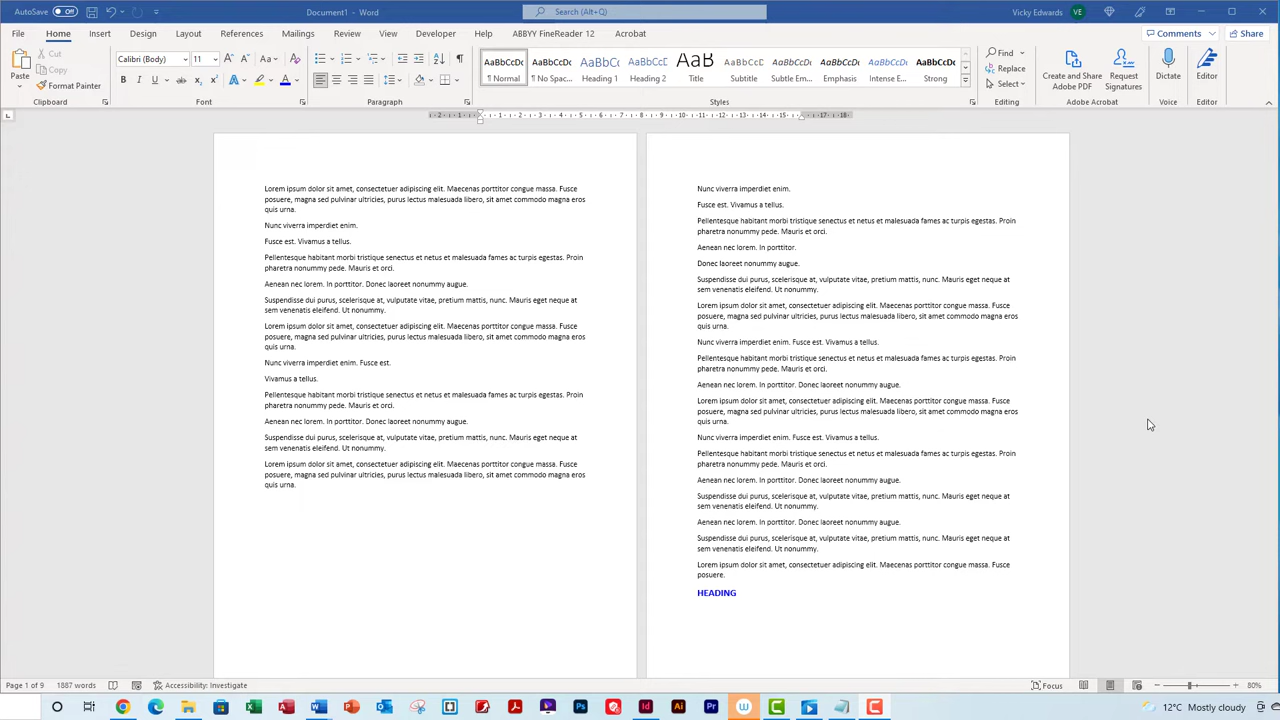 AutoSave Off
Document1 - Word
Search (Alt+Q)
Vicky Edwards VE
File Home Insert Design Layout References Mailings Review View Developer Help ABBYY FineReader 12 Acrobat
Comments Share
Paste
Cut
Copy
Format Painter
Clipboard
Calibri (Body) 11
Font
Paragraph
AaBbCcDc AaBbCcDc AaBbCc AaBbCcD AaB AaBbCcD AaBbCcDc AaBbCcDc AaBbCcDc AaBbCcDc
¶ Normal ¶ No Spac... Heading 1 Heading 2 Title Subtitle Subtle Em... Emphasis Intense E... Strong
Styles
Find
Replace
Select
Editing
Create and Share
Adobe PDF
Request
Signatures
Adobe Acrobat
Dictate
Voice
Editor
Editor
2 1 1 2 3 4 5 6 7 8 9 10 11 12 13 14 15 17 18
Lorem ipsum dolor sit amet, consectetuer adipiscing elit. Maecenas porttitor congue massa. Fusce
posuere, magna sed pulvinar ultricies, purus lectus malesuada libero, sit amet commodo magna eros
quis urna.
Nunc viverra imperdiet enim.
Fusce est. Vivamus a tellus.
Pellentesque habitant morbi tristique senectus et netus et malesuada fames ac turpis egestas. Proin
pharetra nonummy pede. Mauris et orci.
Aenean nec lorem. In porttitor. Donec laoreet nonummy augue.
Suspendisse dui purus, scelerisque at, vulputate vitae, pretium mattis, nunc. Mauris eget neque at
sem venenatis eleifend. Ut nonummy.
Lorem ipsum dolor sit amet, consectetuer adipiscing elit. Maecenas porttitor congue massa. Fusce
posuere, magna sed pulvinar ultricies, purus lectus malesuada libero, sit amet commodo magna eros
quis urna.
Nunc viverra imperdiet enim. Fusce est.
Vivamus a tellus.
Pellentesque habitant morbi tristique senectus et netus et malesuada fames ac turpis egestas. Proin
pharetra nonummy pede. Mauris et orci.
Aenean nec lorem. In porttitor. Donec laoreet nonummy augue.
Suspendisse dui purus, scelerisque at, vulputate vitae, pretium mattis, nunc. Mauris eget neque at
sem venenatis eleifend. Ut nonummy.
Lorem ipsum dolor sit amet, consectetuer adipiscing elit. Maecenas porttitor congue massa. Fusce
posuere, magna sed pulvinar ultricies, purus lectus malesuada libero, sit amet commodo magna eros
quis urna.
Nunc viverra imperdiet enim.
Fusce est. Vivamus a tellus.
Pellentesque habitant morbi tristique senectus et netus et malesuada fames ac turpis egestas. Proin
pharetra nonummy pede. Mauris et orci.
Aenean nec lorem. In porttitor.
Donec laoreet nonummy augue.
Suspendisse dui purus, scelerisque at, vulputate vitae, pretium mattis, nunc. Mauris eget neque at
sem venenatis eleifend. Ut nonummy.
Lorem ipsum dolor sit amet, consectetuer adipiscing elit. Maecenas porttitor congue massa. Fusce
posuere, magna sed pulvinar ultricies, purus lectus malesuada libero, sit amet commodo magna eros
quis urna.
Nunc viverra imperdiet enim. Fusce est. Vivamus a tellus.
Pellentesque habitant morbi tristique senectus et netus et malesuada fames ac turpis egestas. Proin
pharetra nonummy pede. Mauris et orci.
Aenean nec lorem. In porttitor. Donec laoreet nonummy augue.
Lorem ipsum dolor sit amet, consectetuer adipiscing elit. Maecenas porttitor congue massa. Fusce
posuere, magna sed pulvinar ultricies, purus lectus malesuada libero, sit amet commodo magna eros
quis urna.
Nunc viverra imperdiet enim. Fusce est. Vivamus a tellus.
Pellentesque habitant morbi tristique senectus et netus et malesuada fames ac turpis egestas. Proin
pharetra nonummy pede. Mauris et orci.
Aenean nec lorem. In porttitor. Donec laoreet nonummy augue.
Suspendisse dui purus, scelerisque at, vulputate vitae, pretium mattis, nunc. Mauris eget neque at
sem venenatis eleifend. Ut nonummy.
Aenean nec lorem. In porttitor. Donec laoreet nonummy augue.
Suspendisse dui purus, scelerisque at, vulputate vitae, pretium mattis, nunc. Mauris eget neque at
sem venenatis eleifend. Ut nonummy.
Lorem ipsum dolor sit amet, consectetuer adipiscing elit. Maecenas porttitor congue massa. Fusce
posuere.
HEADING
Page 1 of 9 1887 words Accessibility: Investigate
Focus 80%
12°C Mostly cloudy